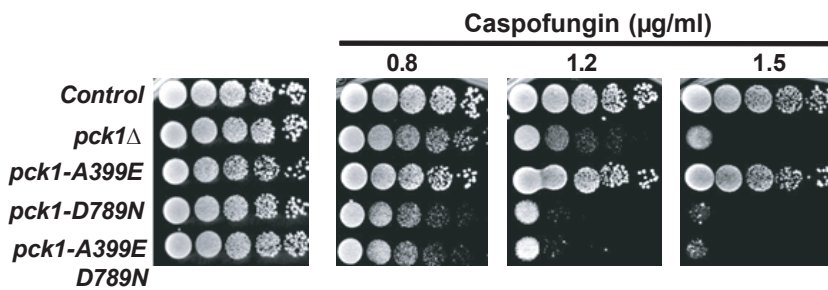 Caspofungin (µg/ml)
0.8 1.2 1.5
Control
pck1Δ
pck1-A399E
pck1-D789N
pck1-A399E
D789N